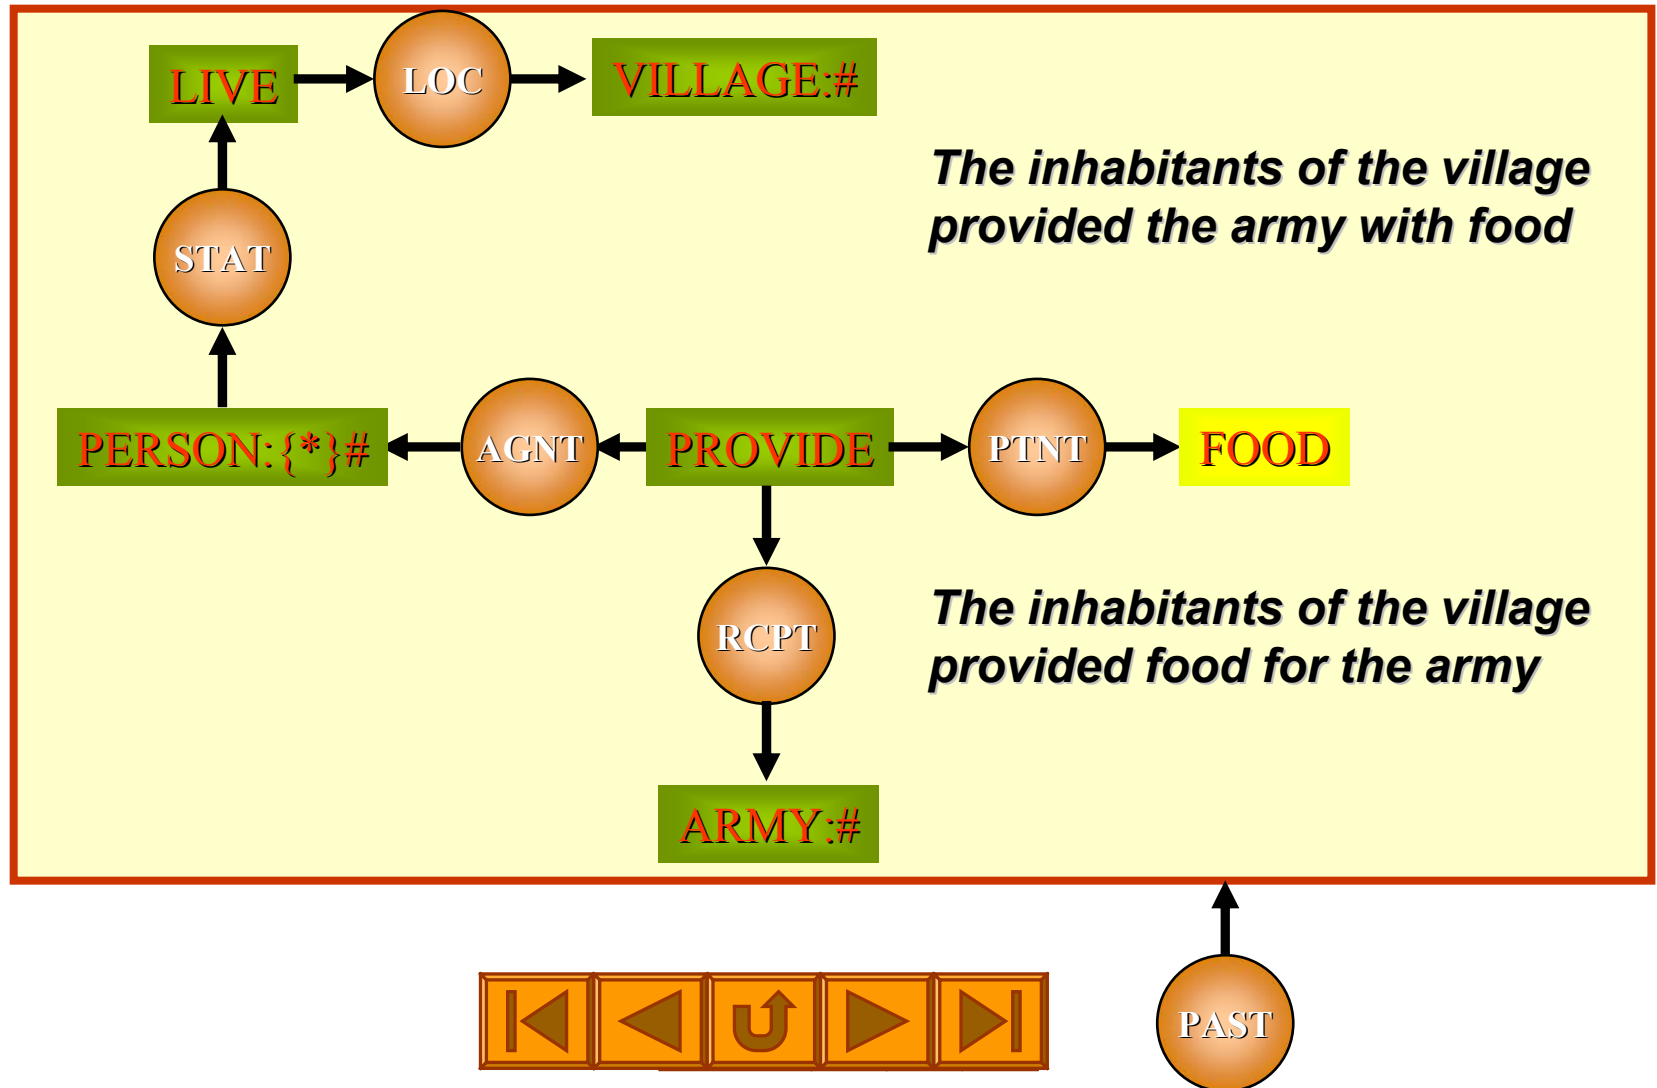 LIVE LOC VILLAGE:#
The inhabitants of the village
provided the army with food
STAT
PERSON:{*}# AGNT PROVIDE PTNT FOOD
The inhabitants of the village
provided food for the army
RCPT
ARMY:#
PAST